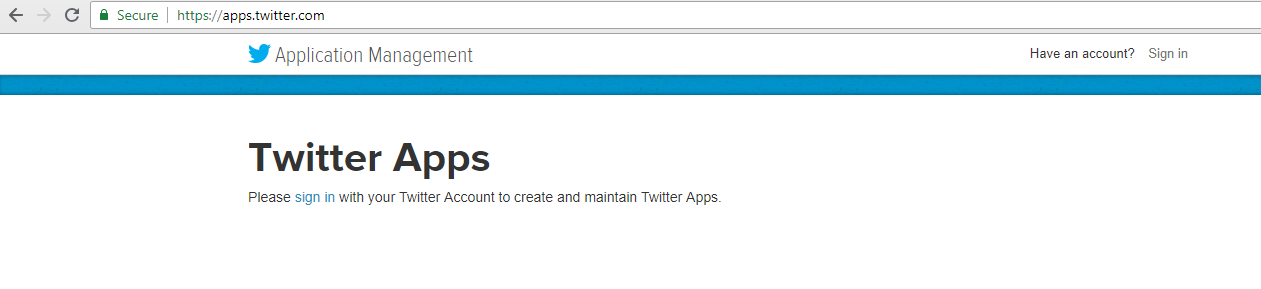 Secure https://apps.twitter.com
Application Management Have an account? Sign in
Twitter Apps
Please sign in with your Twitter Account to create and maintain Twitter Apps.